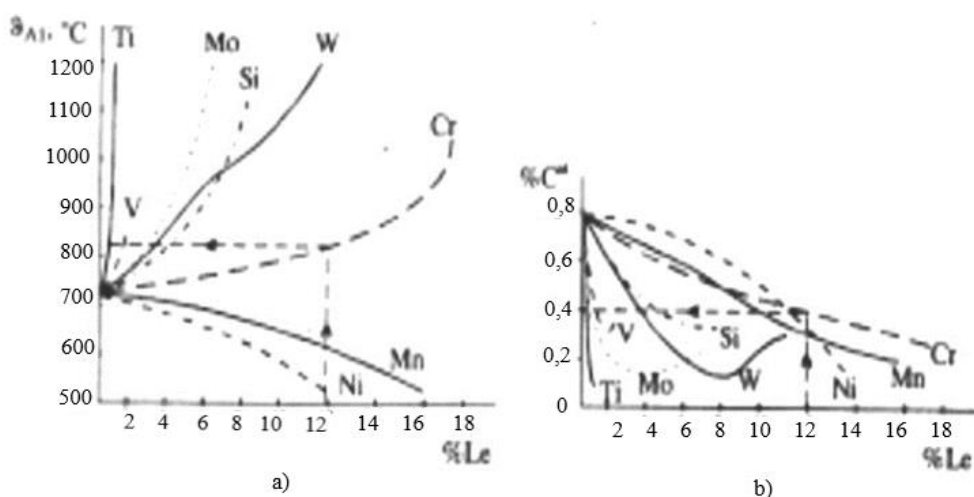 ϑA1, °C
Ti
Mo
W
Si
1200
1100
Cr
1000
900
V
800
700
600
Mn
500
Ni
2 4 6 8 10 12 14 16 18
%Le
a)
%C
0,8
0,6
0,4
V
Si
0,2
Cr
Ti
Mo
W
Ni
Mn
0
2 4 6 8 10 12 14 16 18
%Le
b)